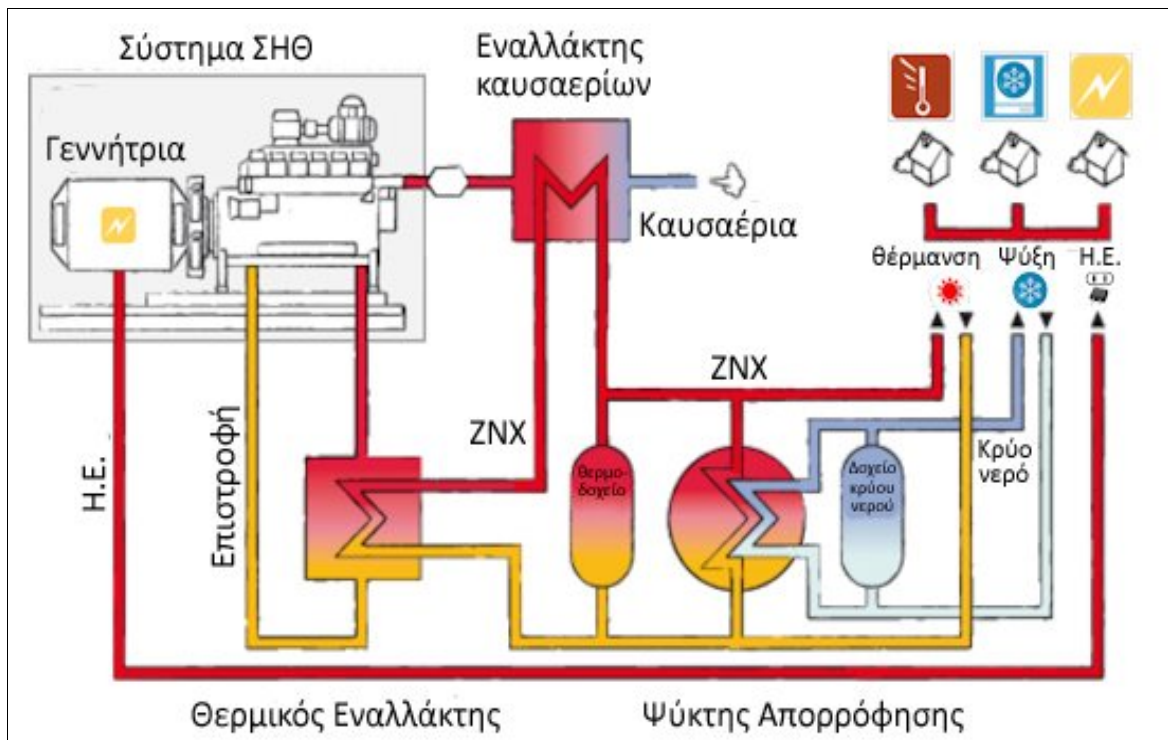 Σύστημα ΣΗΘ
Εναλλάκτης
καυσαερίων
Γεννήτρια
Καυσαέρια
θέρμανση
Ψύξη
Η.Ε.
ΖΝΧ
ΖΝΧ
Η.Ε.
Επιστροφή
θερμο-
δοχείο
Δοχείο
κρύου
νερού
Κρύο
νερό
Θερμικός Εναλλάκτης
Ψύκτης Απορρόφησης